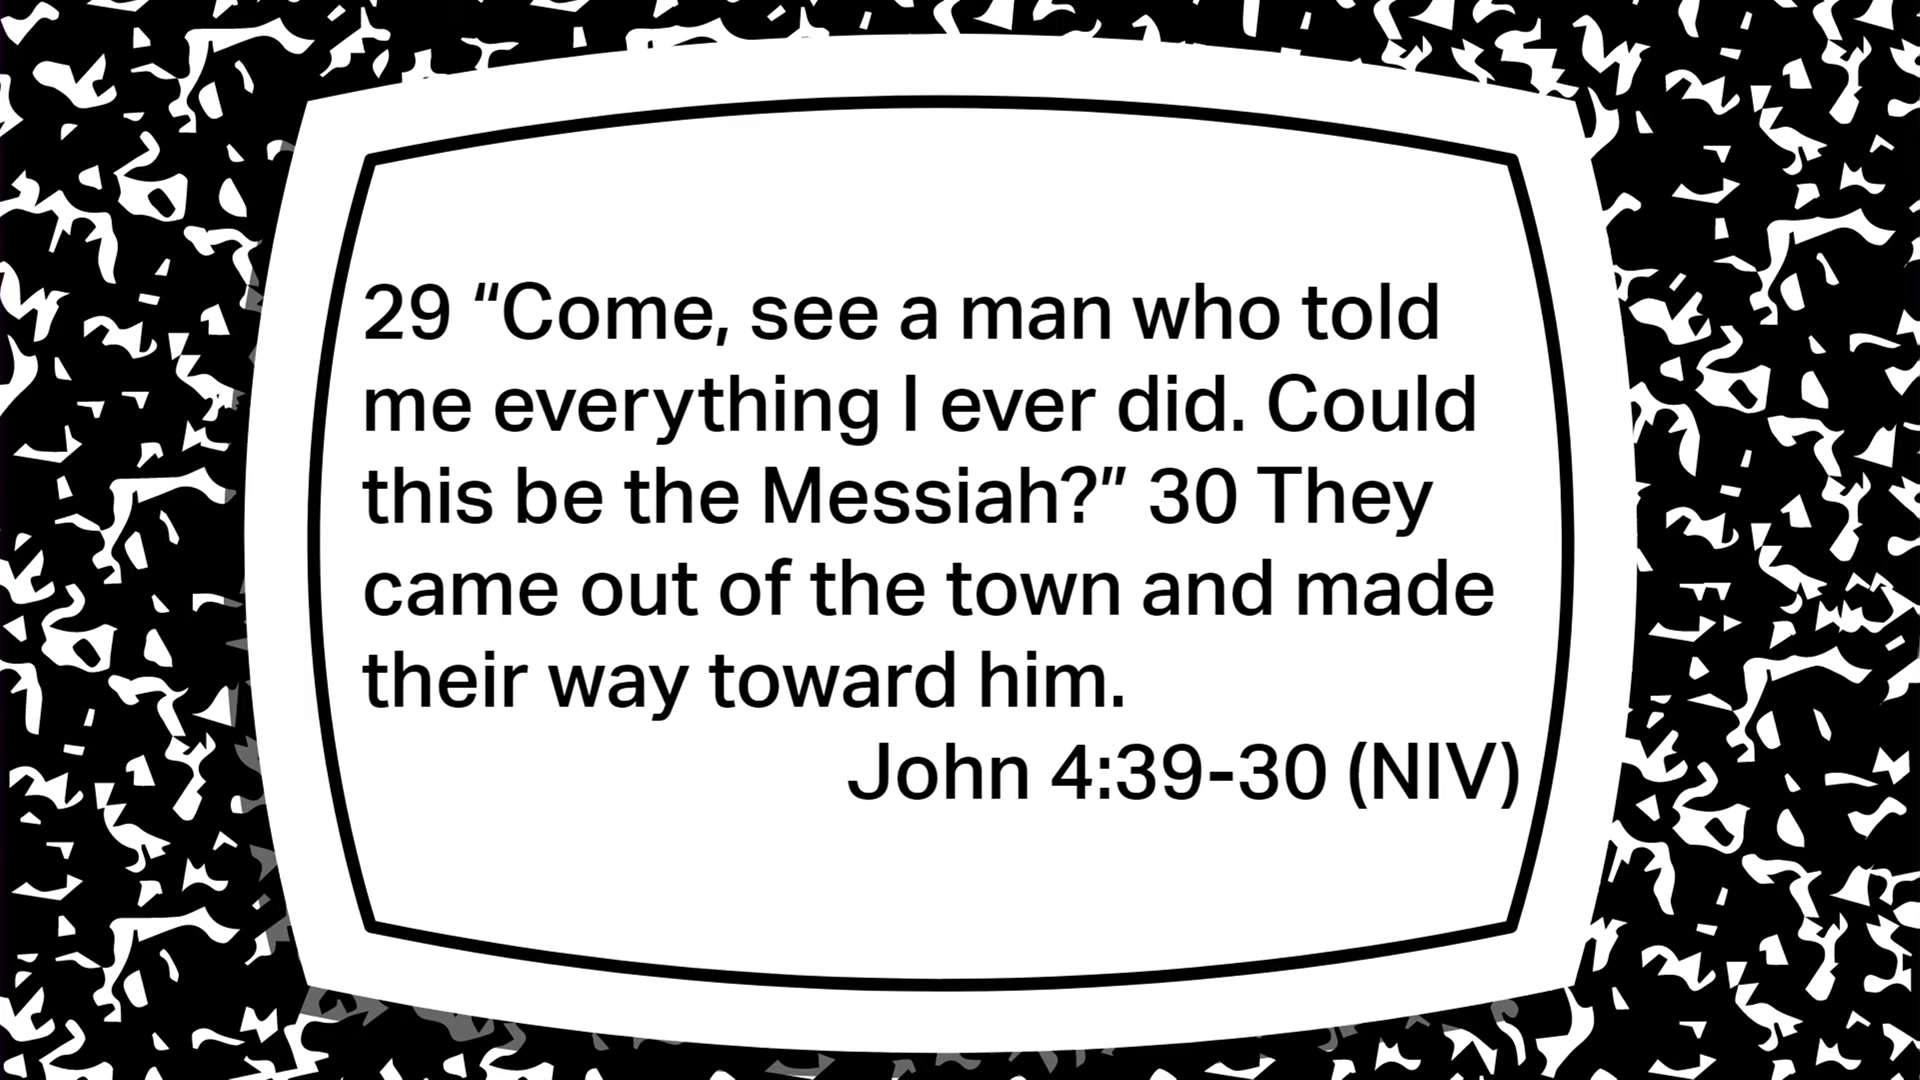 29 “Come, see a man who told
me everything I ever did. Could
this be the Messiah?” 30 They
came out of the town and made
their way toward him.
John 4:39-30 (NIV)